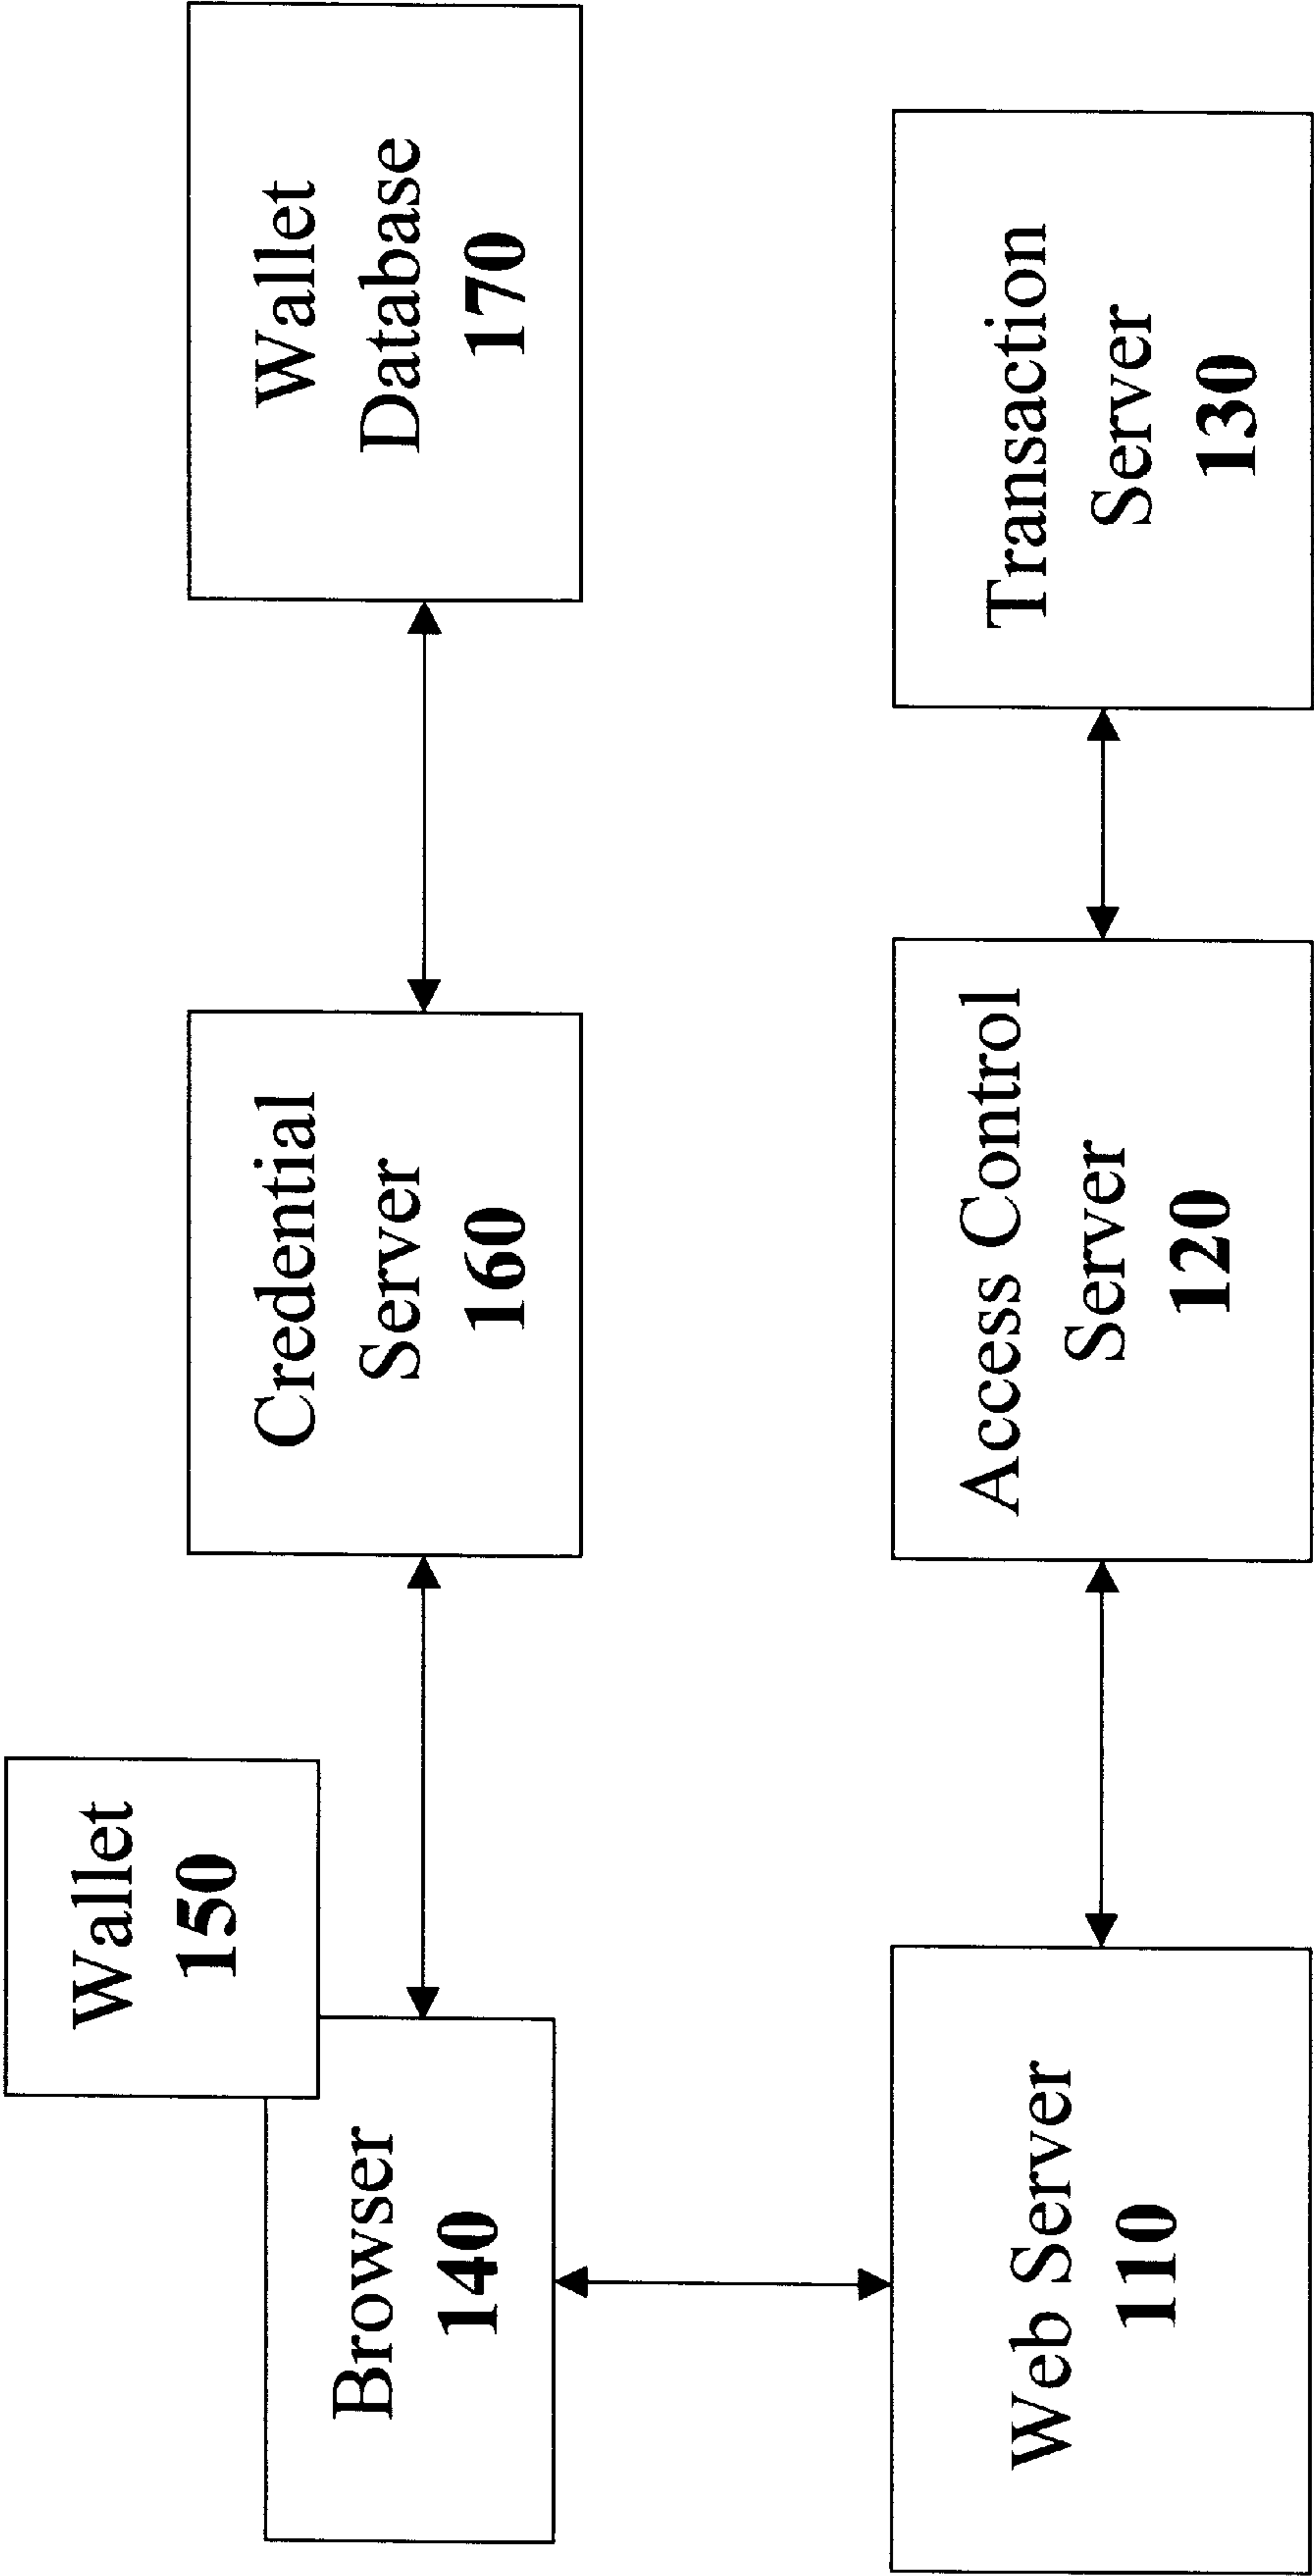 Wallet
150
Browser
140
Credential
Server
160
Wallet
Database
170
Web Server
110
Access Control
Server
120
Transaction
Server
130